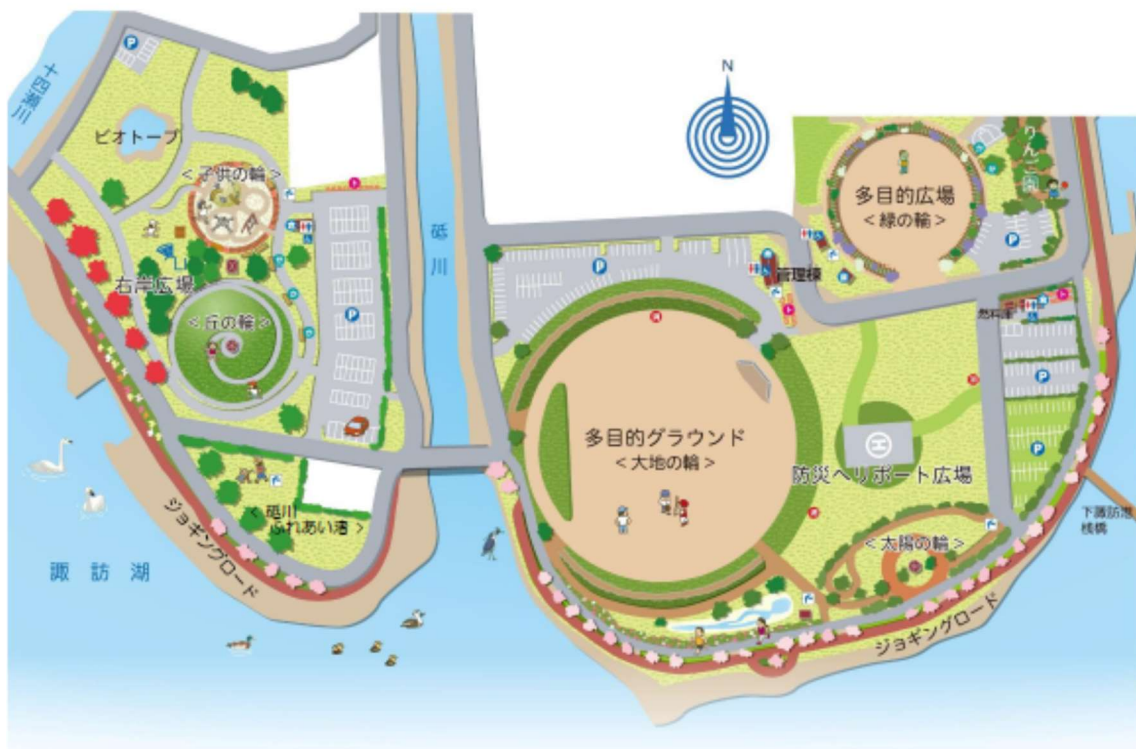 十四瀬川
P
ビオトープ
<子供の輪>
右岸広場
<丘の輪>
P
砥川
N
多目的広場
<緑の輪>
りんご園
P
P
管理棟
P
P
多目的グラウンド
<大地の輪>
H
防災ヘリポート広場
<太陽の輪>
下諏訪港
桟橋
ジョギングロード
<砥川
ふれあい渚>
ジョギングロード
諏訪湖